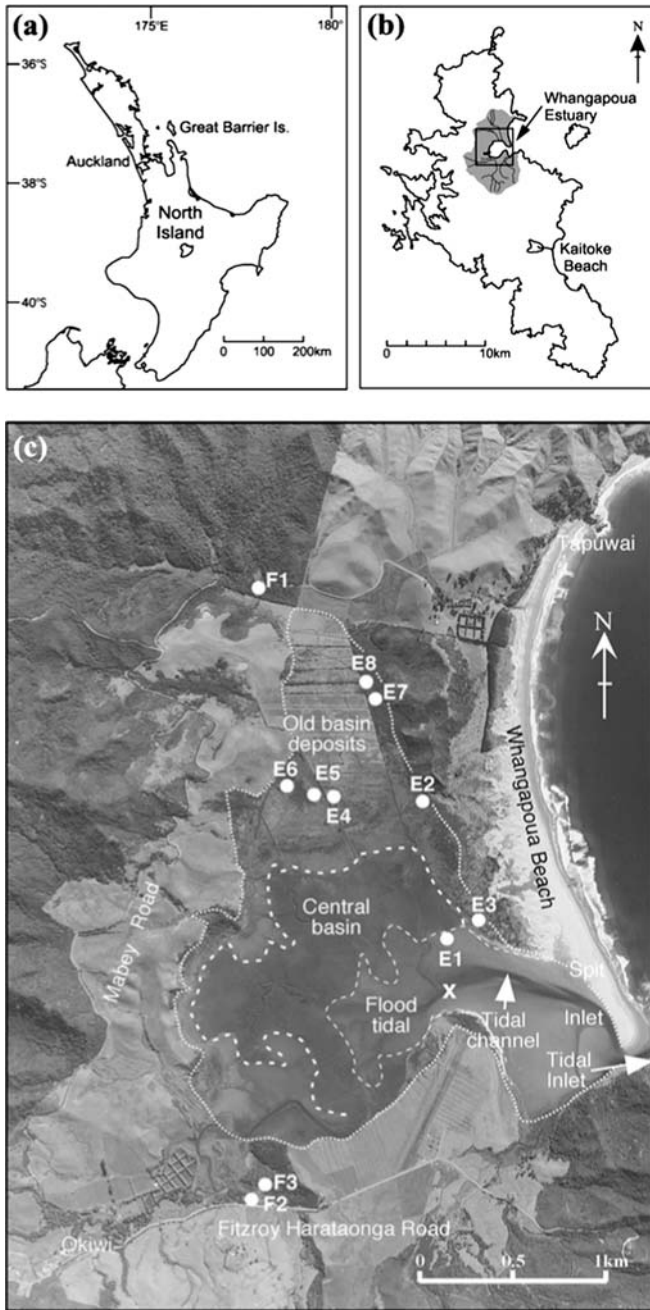 (a)
175°E
180°
36°S
Great Barrier Is.
Auckland
38°S
North
Island
40°S
0 100 200km
(b)
N
Whangapoua
Estuary
Kaitoke
Beach
0 10km
(c)
Tapuwai
F1
N
E8
E7
Old basin
deposits
E6
E5
E4
E2
Whangapoua Beach
Central
basin
E3
E1
Mabey Road
Flood
tidal
x
Spit
Tidal
channel
Inlet
Tidal
Inlet
F3
F2
Fitzroy Harataonga Road
Okiwi
0 0.5 1km